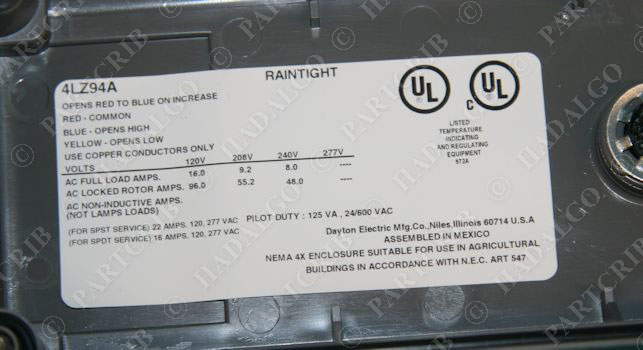 RAINTIGHT
4LZ94A
OPENS RED TO BLUE ON INCREASE
RED - COMMON
BLUE - OPENS HIGH
YELLOW - OPENS LOW
USE COPPER CONDUCTORS ONLY
VOLTS 120V 208V 240V 277V
AC FULL LOAD AMPS. 16.0 9.2 8.0 ----
AC LOCKED ROTOR AMPS. 96.0 55.2 48.0 ----
AC NON-INDUCTIVE AMPS.
(NOT LAMPS LOADS)
(FOR SPST SERVICE) 22 AMPS. 120, 277 VAC
(FOR SPDT SERVICE) 16 AMPS. 120, 277 VAC
PILOT DUTY : 125 VA , 24/600 VAC
UL
C UL
LISTED
TEMPERATURE
INDICATING
AND REGULATING
EQUIPMENT
972A
Dayton Electric Mfg.Co.,Niles,Illinois 60714 U.S.A
ASSEMBLED IN MEXICO
NEMA 4X ENCLOSURE SUITABLE FOR USE IN AGRICULTURAL
BUILDINGS IN ACCORDANCE WITH N.E.C. ART 547
PARTCRIB
HADALGO